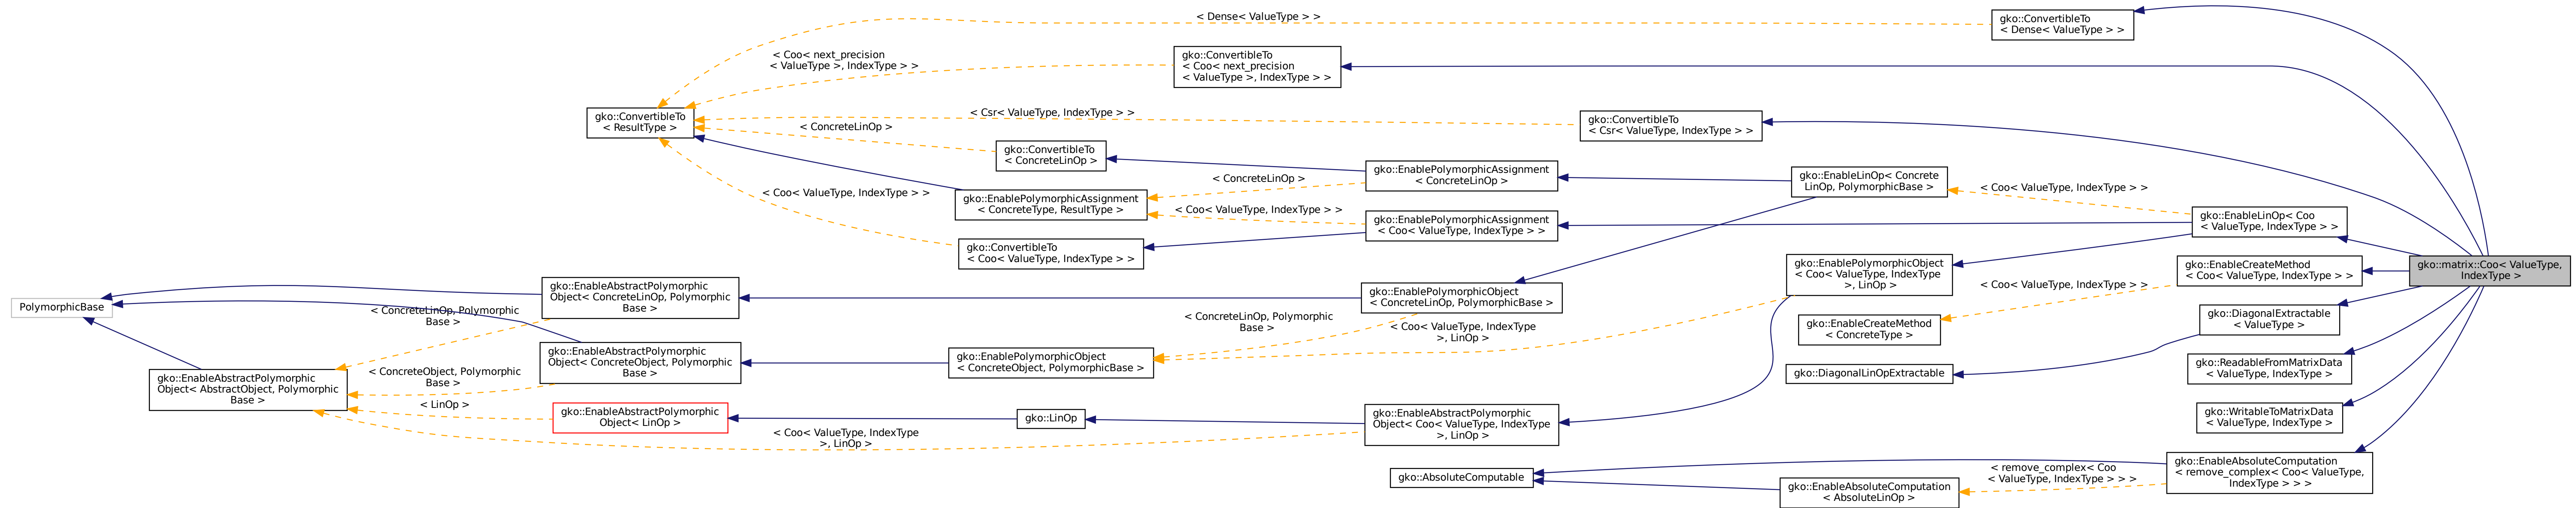 < Dense< ValueType > >
gko::ConvertibleTo
< Dense< ValueType > >
< Coo< next_precision
< ValueType >, IndexType > >
gko::ConvertibleTo
< Coo< next_precision
< ValueType >, IndexType > >
gko::ConvertibleTo
< ResultType >
< Csr< ValueType, IndexType > >
gko::ConvertibleTo
< Csr< ValueType, IndexType > >
< ConcreteLinOp >
gko::ConvertibleTo
< ConcreteLinOp >
gko::EnablePolymorphicAssignment
< ConcreteLinOp >
gko::EnableLinOp< Concrete
LinOp, PolymorphicBase >
< ConcreteLinOp >
< Coo< ValueType, IndexType > >
< Coo< ValueType, IndexType > >
gko::EnablePolymorphicAssignment
< ConcreteType, ResultType >
< Coo< ValueType, IndexType > >
gko::EnablePolymorphicAssignment
< Coo< ValueType, IndexType > >
gko::EnableLinOp< Coo
< ValueType, IndexType > >
gko::ConvertibleTo
< Coo< ValueType, IndexType > >
gko::EnablePolymorphicObject
< Coo< ValueType, IndexType
>, LinOp >
gko::EnableCreateMethod
< Coo< ValueType, IndexType > >
gko::matrix::Coo< ValueType,
IndexType >
PolymorphicBase
gko::EnableAbstractPolymorphic
Object< ConcreteLinOp, Polymorphic
Base >
gko::EnablePolymorphicObject
< ConcreteLinOp, PolymorphicBase >
< Coo< ValueType, IndexType > >
< ConcreteLinOp, Polymorphic
Base >
< ConcreteLinOp, Polymorphic
Base >
< Coo< ValueType, IndexType
>, LinOp >
gko::EnableCreateMethod
< ConcreteType >
gko::DiagonalExtractable
< ValueType >
gko::EnableAbstractPolymorphic
Object< ConcreteObject, Polymorphic
Base >
gko::EnablePolymorphicObject
< ConcreteObject, PolymorphicBase >
gko::DiagonalLinOpExtractable
gko::ReadableFromMatrixData
< ValueType, IndexType >
gko::EnableAbstractPolymorphic
Object< AbstractObject, Polymorphic
Base >
< ConcreteObject, Polymorphic
Base >
< LinOp >
gko::EnableAbstractPolymorphic
Object< LinOp >
gko::LinOp
gko::EnableAbstractPolymorphic
Object< Coo< ValueType, IndexType
>, LinOp >
gko::WritableToMatrixData
< ValueType, IndexType >
< Coo< ValueType, IndexType
>, LinOp >
gko::AbsoluteComputable
gko::EnableAbsoluteComputation
< AbsoluteLinOp >
< remove_complex< Coo
< ValueType, IndexType > > >
gko::EnableAbsoluteComputation
< remove_complex< Coo< ValueType,
IndexType > > >